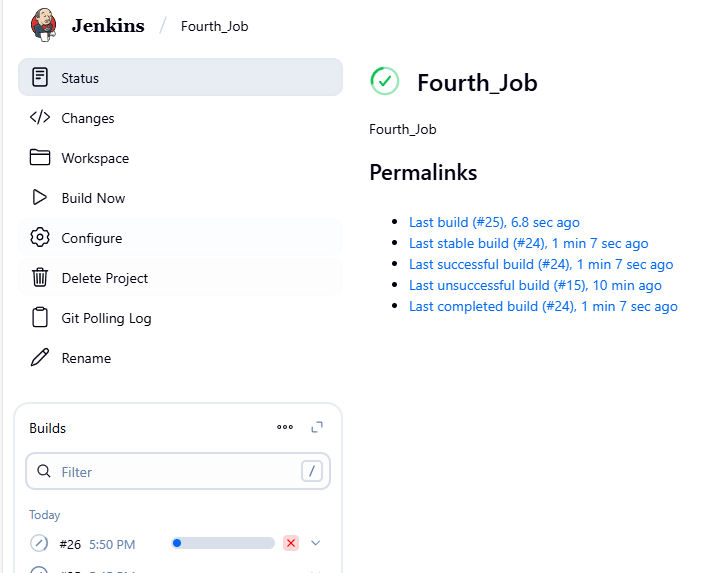 Jenkins / Fourth_Job
Status
Changes
Workspace
Build Now
Configure
Delete Project
Git Polling Log
Rename
Fourth_Job
Fourth_Job
Permalinks
Last build (#25), 6.8 sec ago
Last stable build (#24), 1 min 7 sec ago
Last successful build (#24), 1 min 7 sec ago
Last unsuccessful build (#15), 10 min ago
Last completed build (#24), 1 min 7 sec ago
Builds
Filter /
Today
#26 5:50 PM